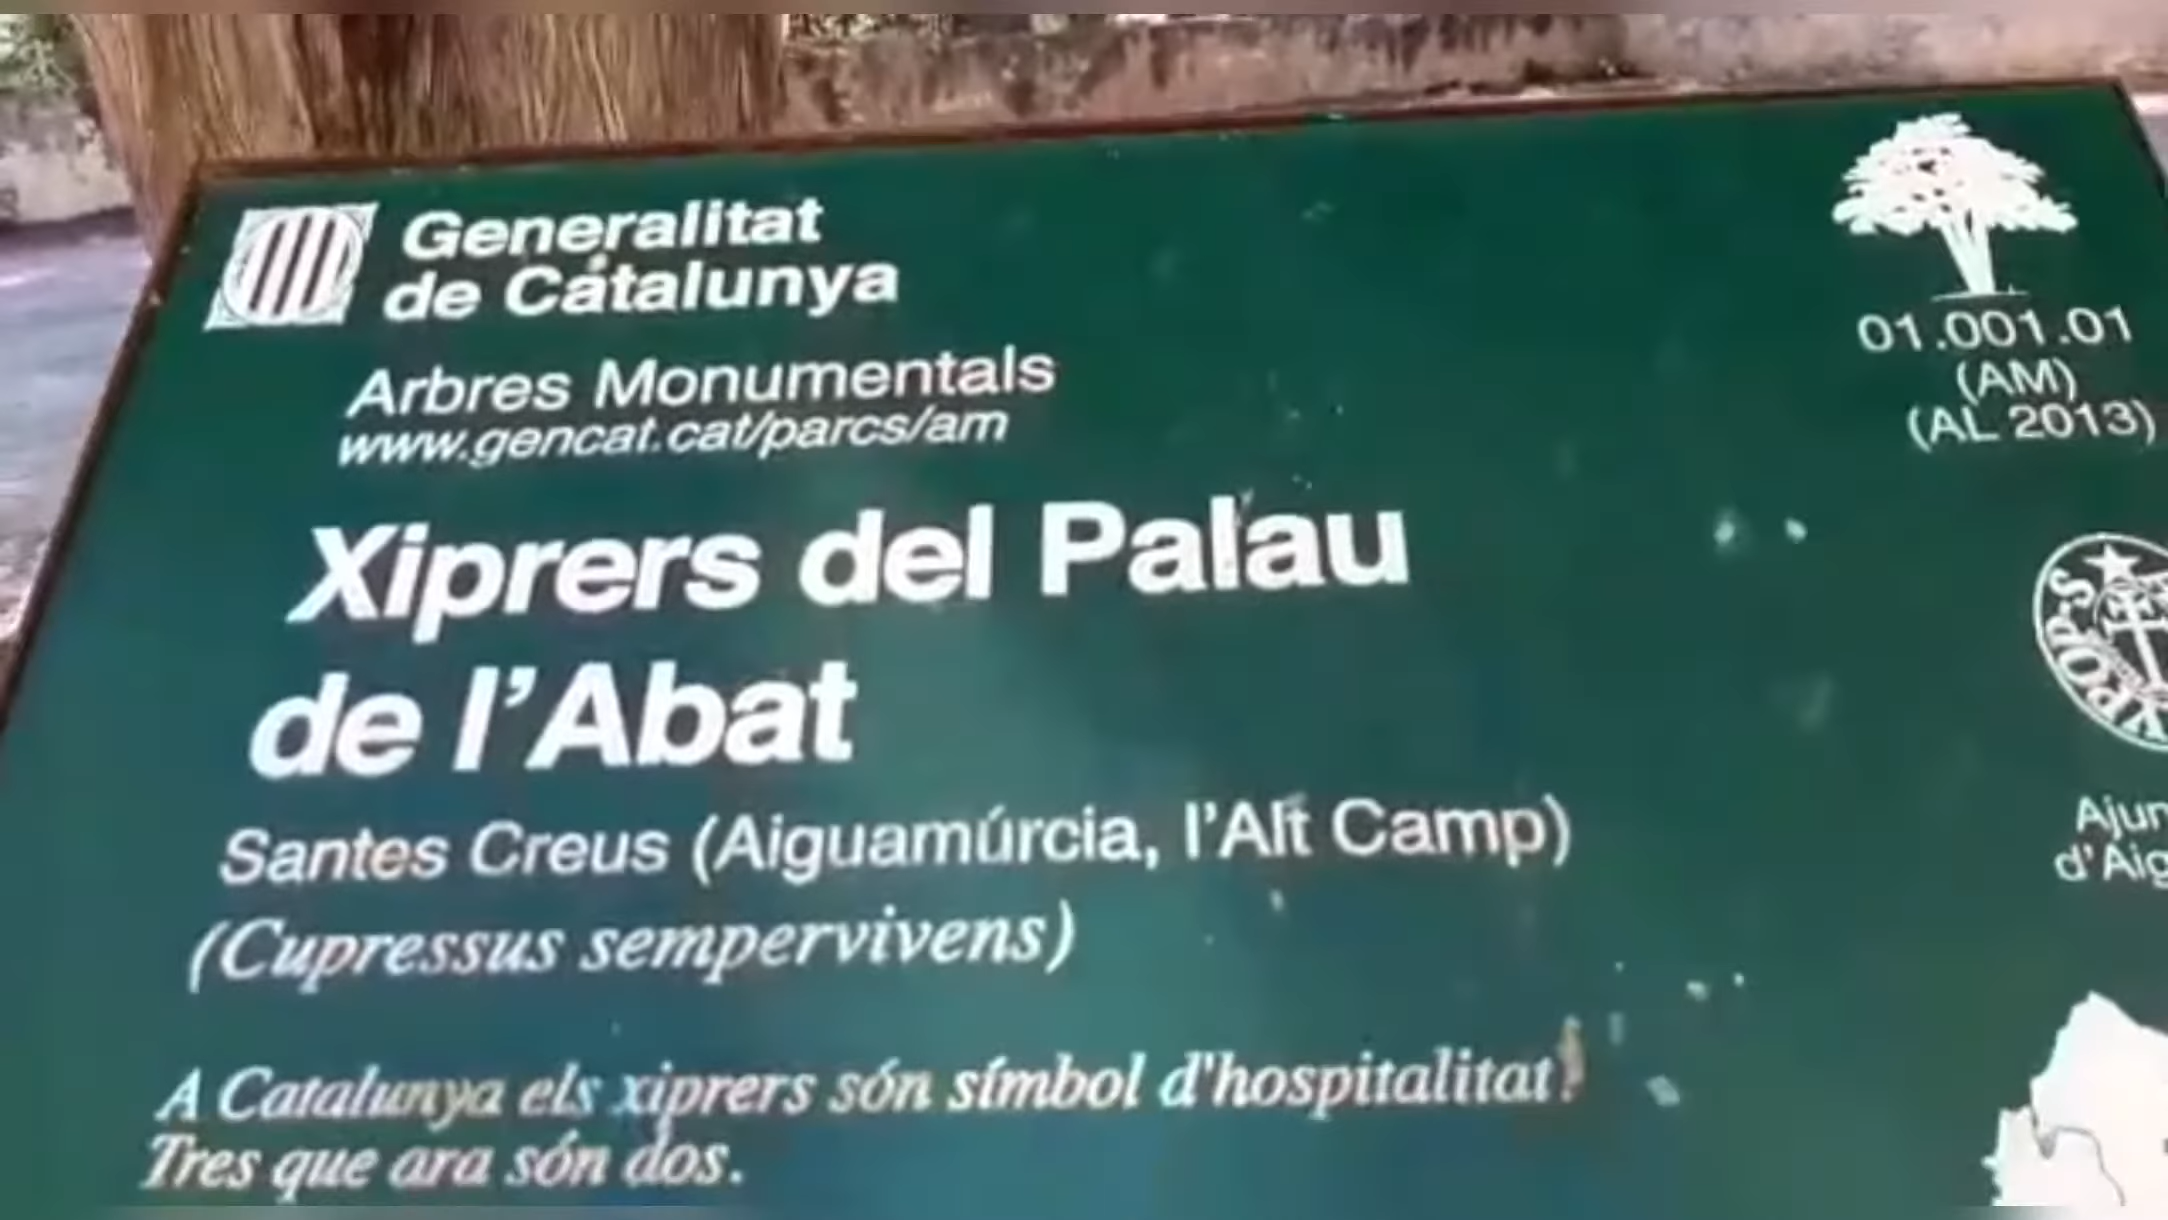 Generalitat
de Catalunya
Arbres Monumentals
www.gencat.cat/parcs/am
01.001.01
(AM)
(AL 2013)
Xiprers del Palau
de l'Abat
Santes Creus (Aiguamúrcia, l'Alt Camp)
(Cupressus sempervivens)
A Catalunya els xiprers són símbol d'hospitalitat!
Tres que ara són dos.